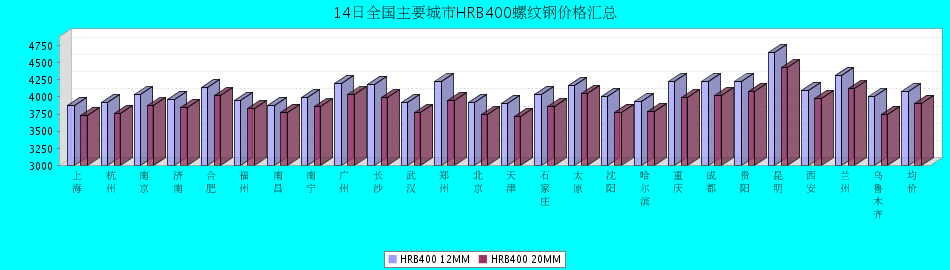 14日全国主要城市HRB400螺纹钢价格汇总
4750
4500
4250
4000
3750
3500
3250
3000
上海 杭州 南京 济南 合肥 福州 南昌 南宁 广州 长沙 武汉 郑州 北京 天津 石家庄 太原 沈阳 哈尔滨 重庆 成都 贵阳 昆明 西安 兰州 乌鲁木齐 均价
HRB400 12MM HRB400 20MM